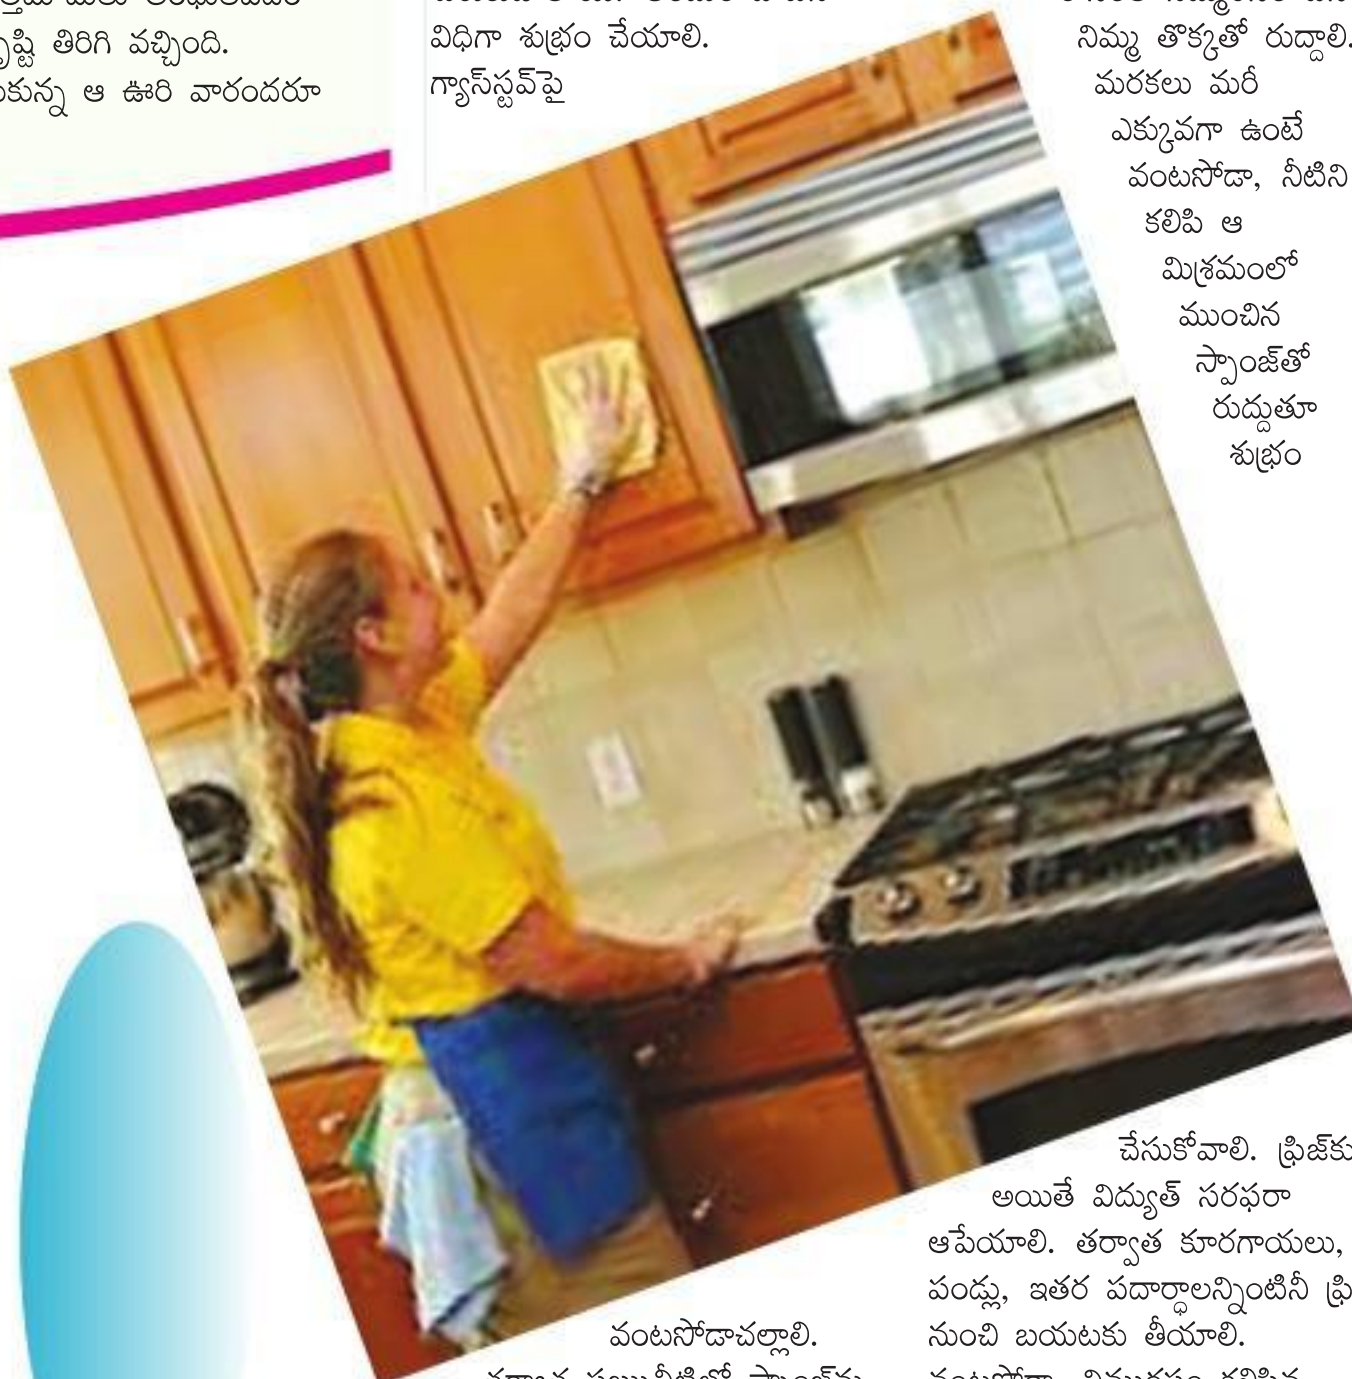 తిరిగి వచ్చింది.
ఆ ఊరి వారందరూ
విధిగా శుభ్రం చేయాలి.
గ్యాస్‌స్టవ్‌పై
వంటసోడాచల్లాలి.
నిమ్మ తొక్కతో రుద్దాలి.
మరకలు మరీ
ఎక్కువగా ఉంటే
వంటసోడా, నీటిని
కలిపి ఆ
మిశ్రమంలో
ముంచిన
స్పాంజ్‌తో
రుద్దుతూ
శుభ్రం
చేసుకోవాలి. ఫ్రిజ్‌కు
అయితే విద్యుత్ సరఫరా
ఆపేయాలి. తర్వాత కూరగాయలు,
పండ్లు, ఇతర పదార్థాలన్నింటినీ
నుంచి బయటకు తీయాలి.